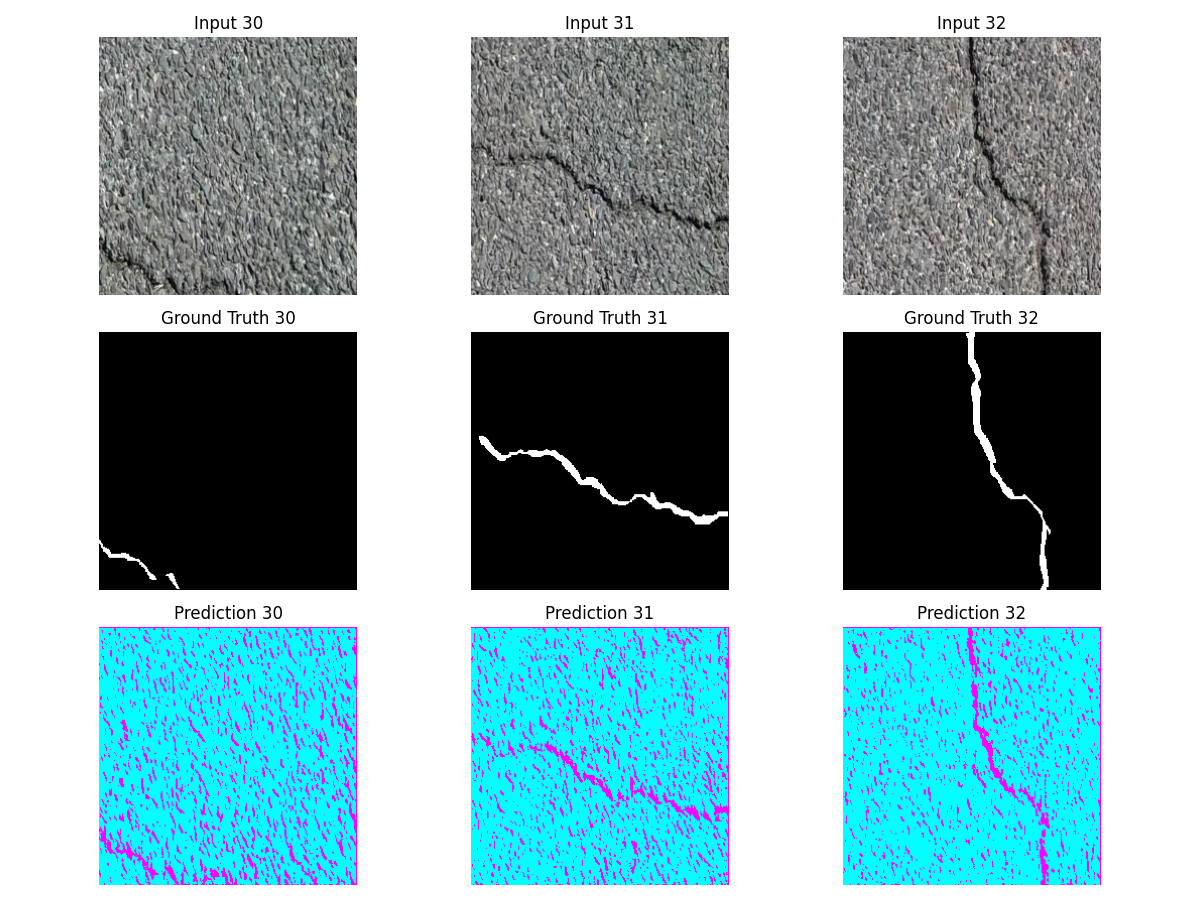 Input 30
Input 31
Input 32
Ground Truth 30
Ground Truth 31
Ground Truth 32
Prediction 30
Prediction 31
Prediction 32